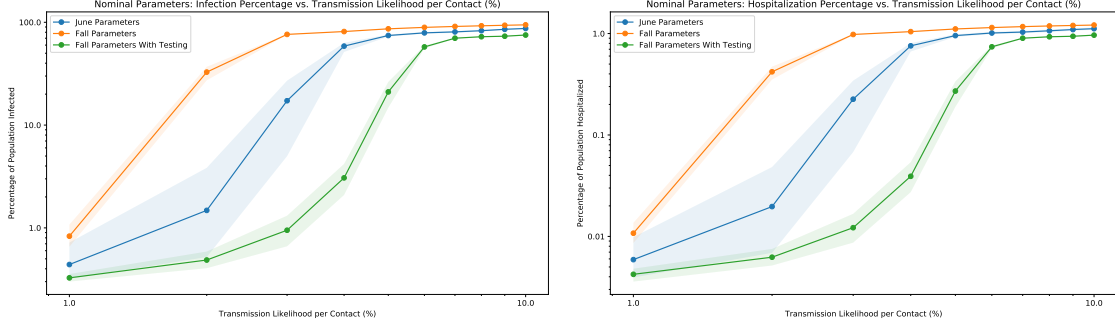 Nominal Parameters: Infection Percentage vs. Transmission Likelihood per Contact (%)
June Parameters
Fall Parameters
Fall Parameters With Testing
100.0
10.0
1.0
Percentage of Population Infected
1.0
10.0
Transmission Likelihood per Contact (%)
Nominal Parameters: Hospitalization Percentage vs. Transmission Likelihood per Contact (%)
June Parameters
Fall Parameters
Fall Parameters With Testing
1.0
0.1
0.01
Percentage of Population Hospitalized
1.0
10.0
Transmission Likelihood per Contact (%)